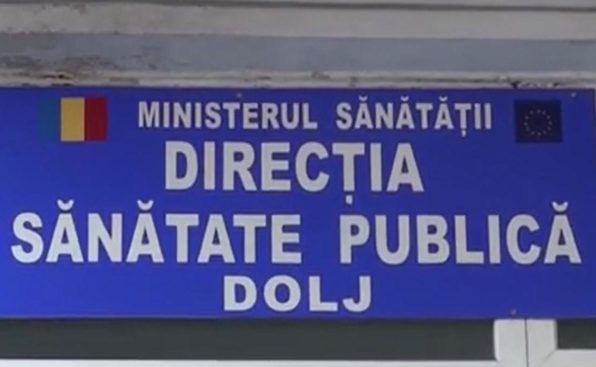 MINISTERUL SĂNĂTĂȚII
DIRECȚIA
SĂNĂTATE PUBLICĂ
DOLJ